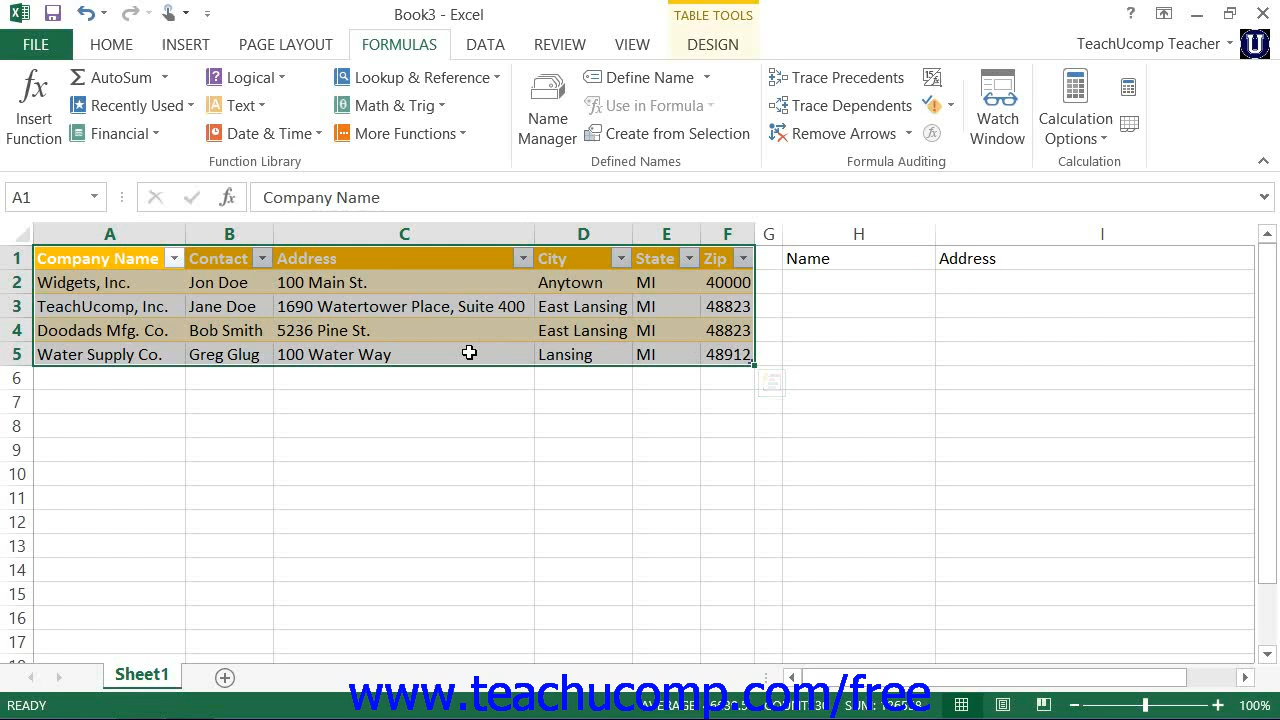 Book3 - Excel
TABLE TOOLS
?
FILE HOME INSERT PAGE LAYOUT FORMULAS DATA REVIEW VIEW DESIGN TeachUcomp Teacher U
fx Insert Function
Σ AutoSum
Recently Used
Financial
? Logical
A Text
Date & Time
Lookup & Reference
θ Math & Trig
More Functions
Function Library
Name Manager
Define Name
Use in Formula
Create from Selection
Defined Names
Trace Precedents
Trace Dependents
Remove Arrows
fx
Formula Auditing
Watch Window
Calculation Options
Calculation
A1 fx Company Name
A B C D E F G H I
1 Company Name Contact Address City State Zip Name Address
2 Widgets, Inc. Jon Doe 100 Main St. Anytown MI 40000
3 TeachUcomp, Inc. Jane Doe 1690 Watertower Place, Suite 400 East Lansing MI 48823
4 Doodads Mfg. Co. Bob Smith 5236 Pine St. East Lansing MI 48823
5 Water Supply Co. Greg Glug 100 Water Way Lansing MI 48912
6
7
8
9
10
11
12
13
14
15
16
17
Sheet1
www.teachucomp.com/free
READY 100%